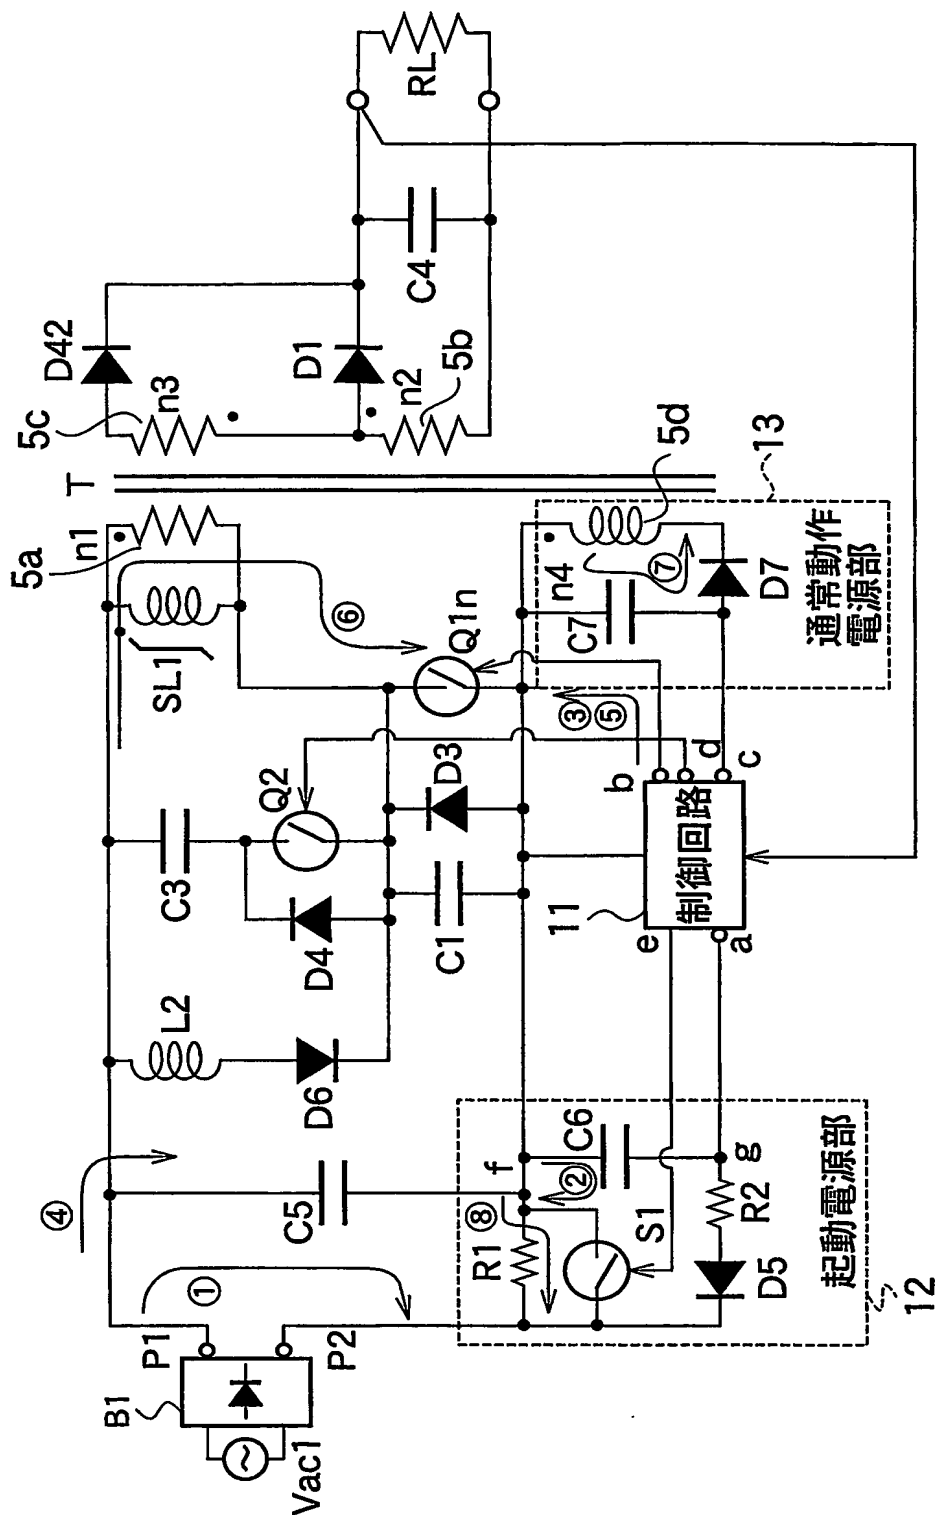 Vac1
B1
P1
P2
①
④
C5
L2
D6
C3
D4
Q2
C1
D3
SL1
5a
n1
⑥
Q1n
T
5c
n3
D42
D1
n2
5b
C4
RL
R1
⑧
f
②
C6
S1
g
R2
D5
起動電源部
12
11
制御回路
e
a
b
d
c
③
⑤
n4
C7
⑦
D7
5d
13
通常動作
電源部